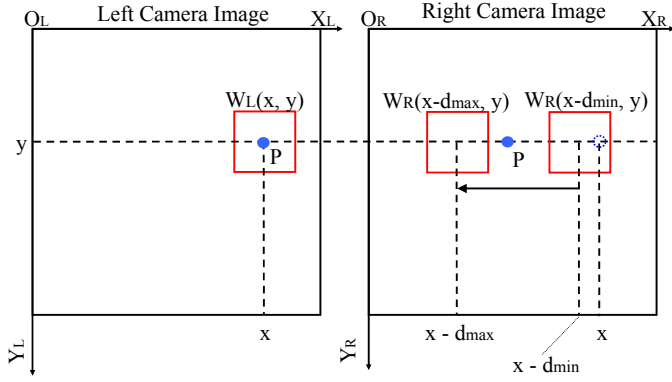 OL Left Camera Image XL
OR Right Camera Image XR
WL(x, y)
WR(x-dmax, y) WR(x-dmin, y)
y
P
P
x
x - dmax
x
x - dmin
YL
YR